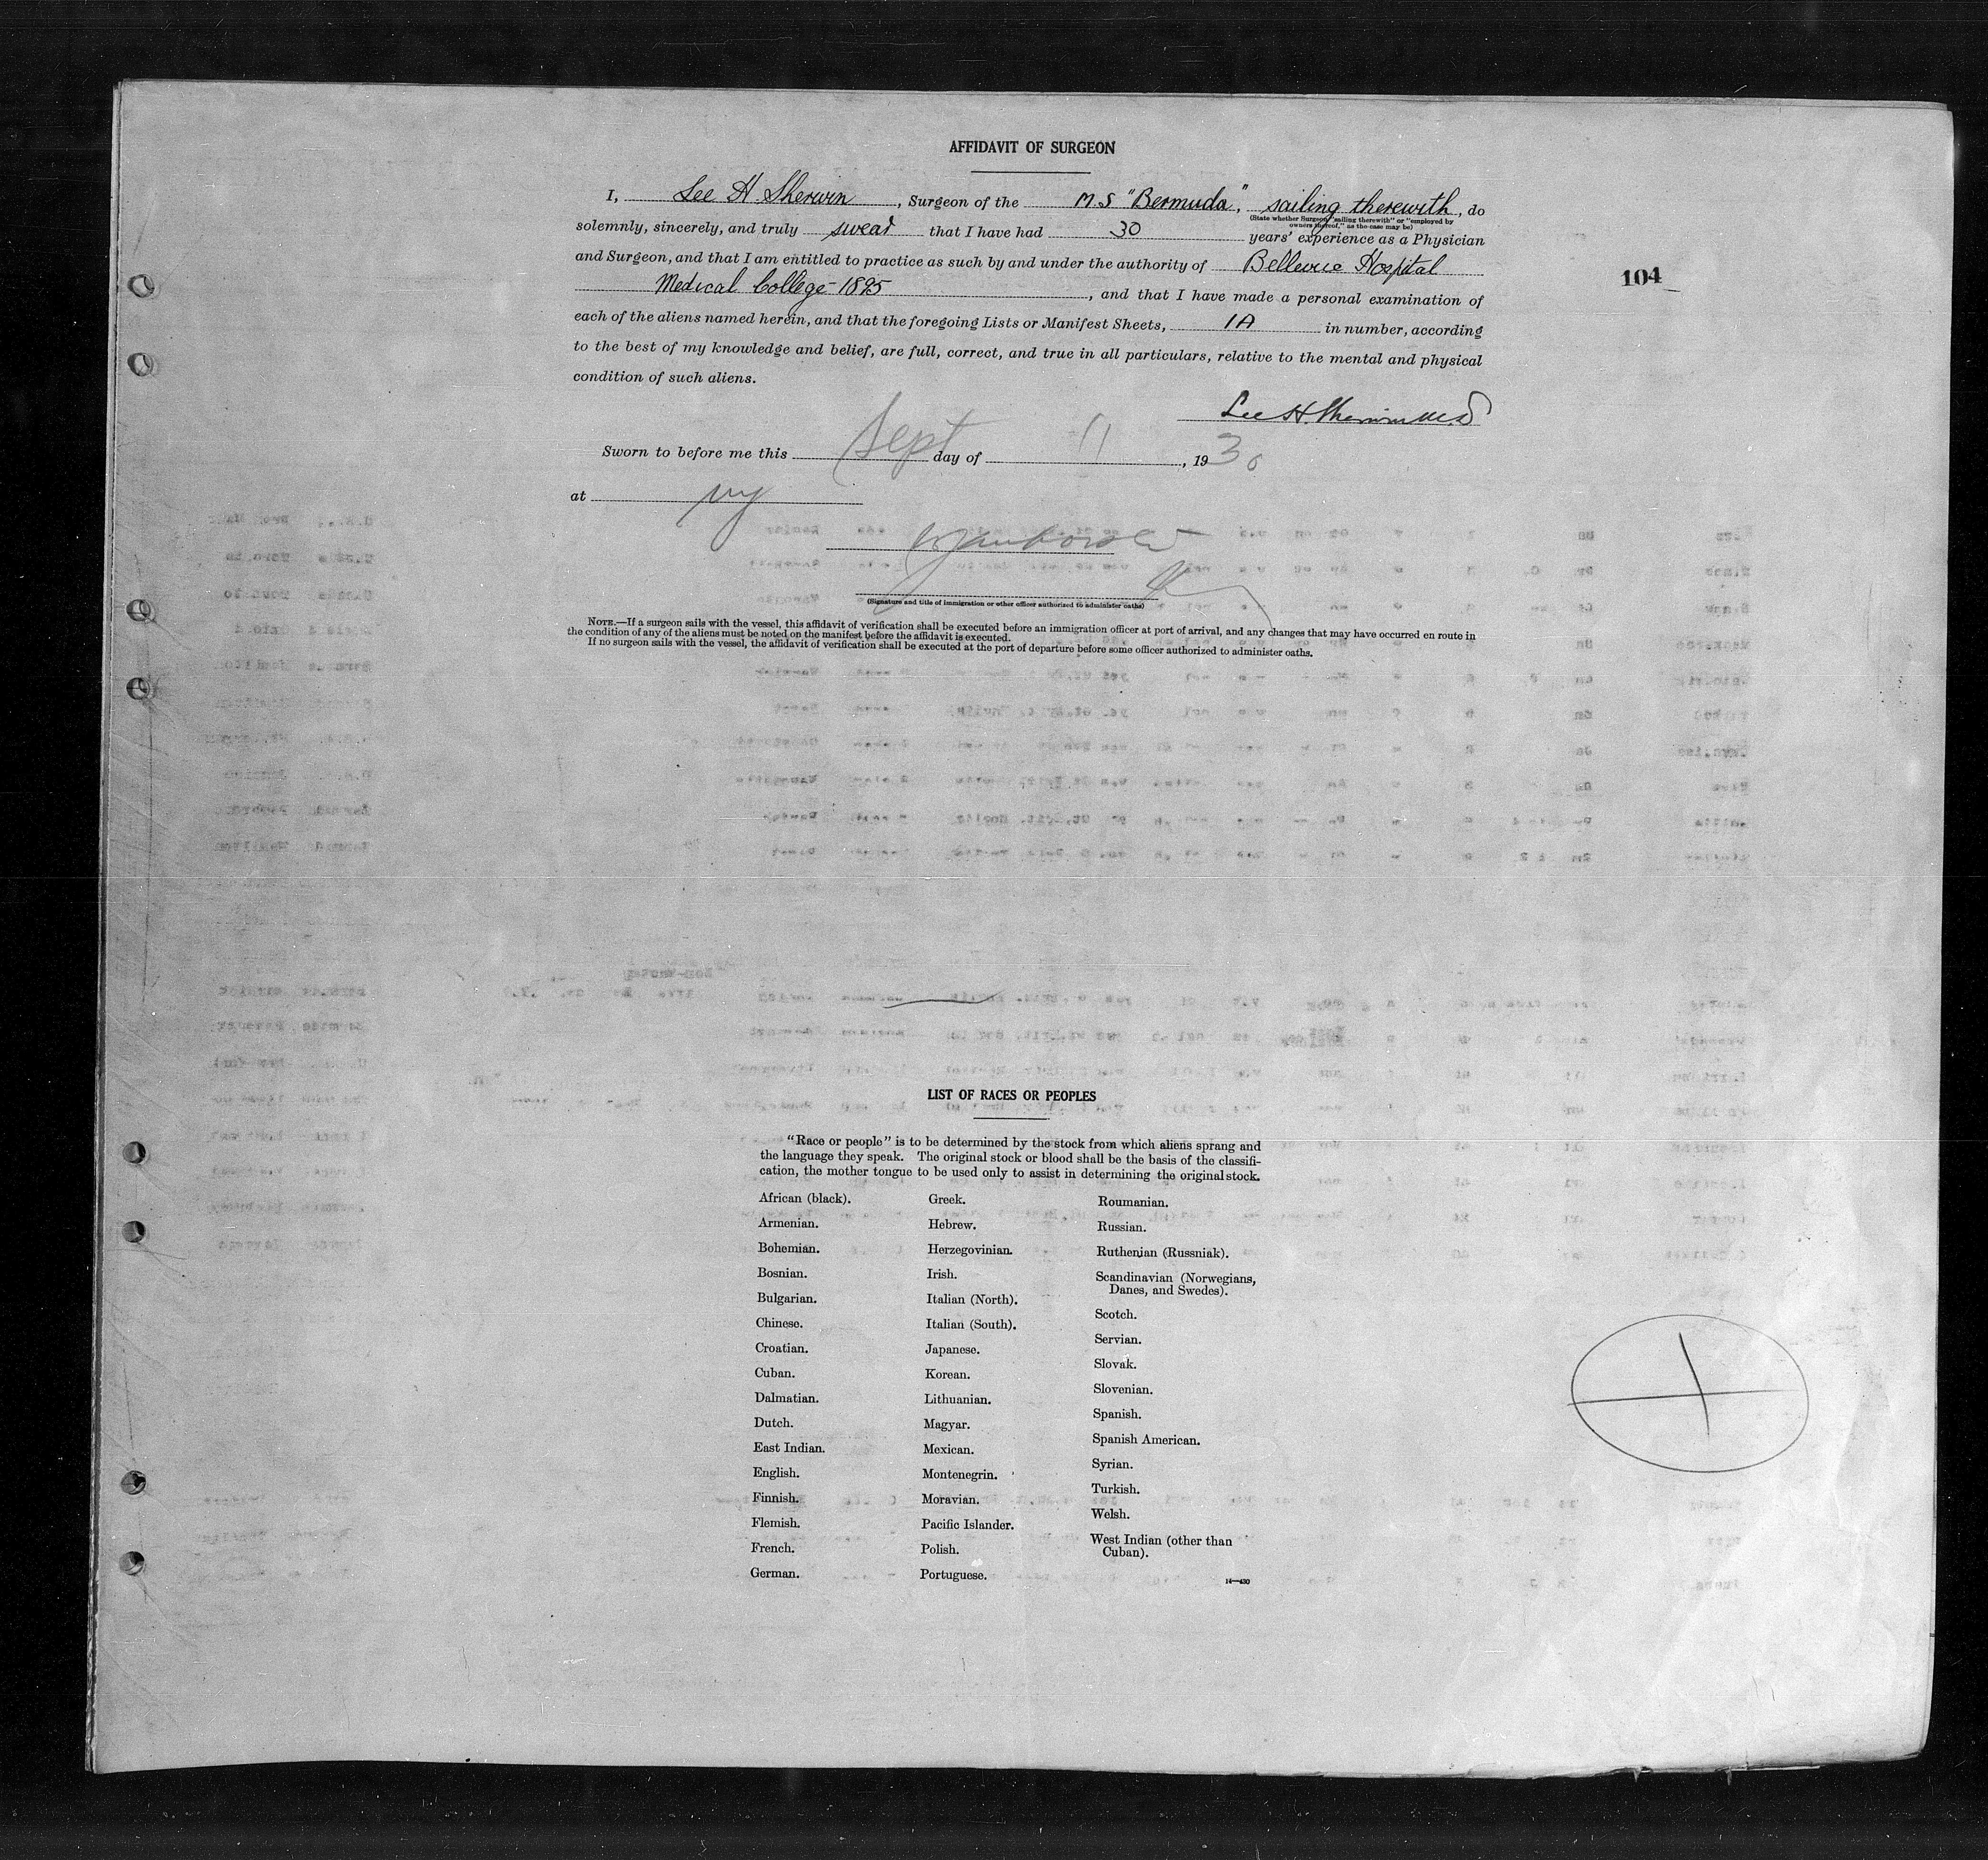 AFFIDAVIT OF SURGEON
I, Lee H. Sherwin, Surgeon of the M.S "Bermuda", sailing therewith, do
(State whether Surgeon "sailing therewith" or "employed by
owners thereof," as the case may be)
solemnly, sincerely, and truly swear that I have had 30 years' experience as a Physician
and Surgeon, and that I am entitled to practice as such by and under the authority of Bellevue Hospital
Medical College - 1895, and that I have made a personal examination of
104
each of the aliens named herein, and that the foregoing Lists or Manifest Sheets, 1A in number, according
to the best of my knowledge and belief, are full, correct, and true in all particulars, relative to the mental and physical
condition of such aliens.
Lee H. Sherwin M.D
Sworn to before me this Sept day of 11, 1930
at NY
(Signature and title of immigration or other officer authorized to administer oaths)
NOTE.—If a surgeon sails with the vessel, this affidavit of verification shall be executed before an immigration officer at port of arrival, and any changes that may have occurred en route in
the condition of any of the aliens must be noted on the manifest before the affidavit is executed.
If no surgeon sails with the vessel, the affidavit of verification shall be executed at the port of departure before some officer authorized to administer oaths.
LIST OF RACES OR PEOPLES
"Race or people" is to be determined by the stock from which aliens sprang and
the language they speak. The original stock or blood shall be the basis of the classifi-
cation, the mother tongue to be used only to assist in determining the original stock.
African (black).
Armenian.
Bohemian.
Bosnian.
Bulgarian.
Chinese.
Croatian.
Cuban.
Dalmatian.
Dutch.
East Indian.
English.
Finnish.
Flemish.
French.
German.
Greek.
Hebrew.
Herzegovinian.
Irish.
Italian (North).
Italian (South).
Japanese.
Korean.
Lithuanian.
Magyar.
Mexican.
Montenegrin.
Moravian.
Pacific Islander.
Polish.
Portuguese.
Roumanian.
Russian.
Ruthenian (Russniak).
Scandinavian (Norwegians,
Danes, and Swedes).
Scotch.
Servian.
Slovak.
Slovenian.
Spanish.
Spanish American.
Syrian.
Turkish.
Welsh.
West Indian (other than
Cuban).
14—430